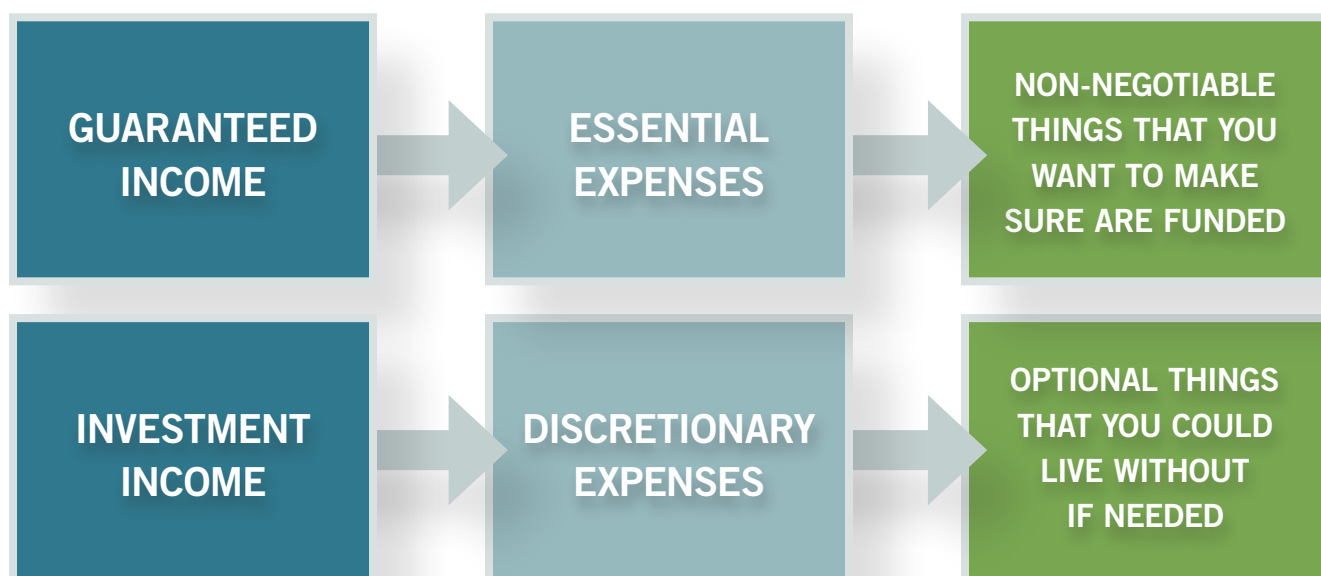 GUARANTEED
INCOME
ESSENTIAL
EXPENSES
NON-NEGOTIABLE
THINGS THAT YOU
WANT TO MAKE
SURE ARE FUNDED
INVESTMENT
INCOME
DISCRETIONARY
EXPENSES
OPTIONAL THINGS
THAT YOU COULD
LIVE WITHOUT
IF NEEDED